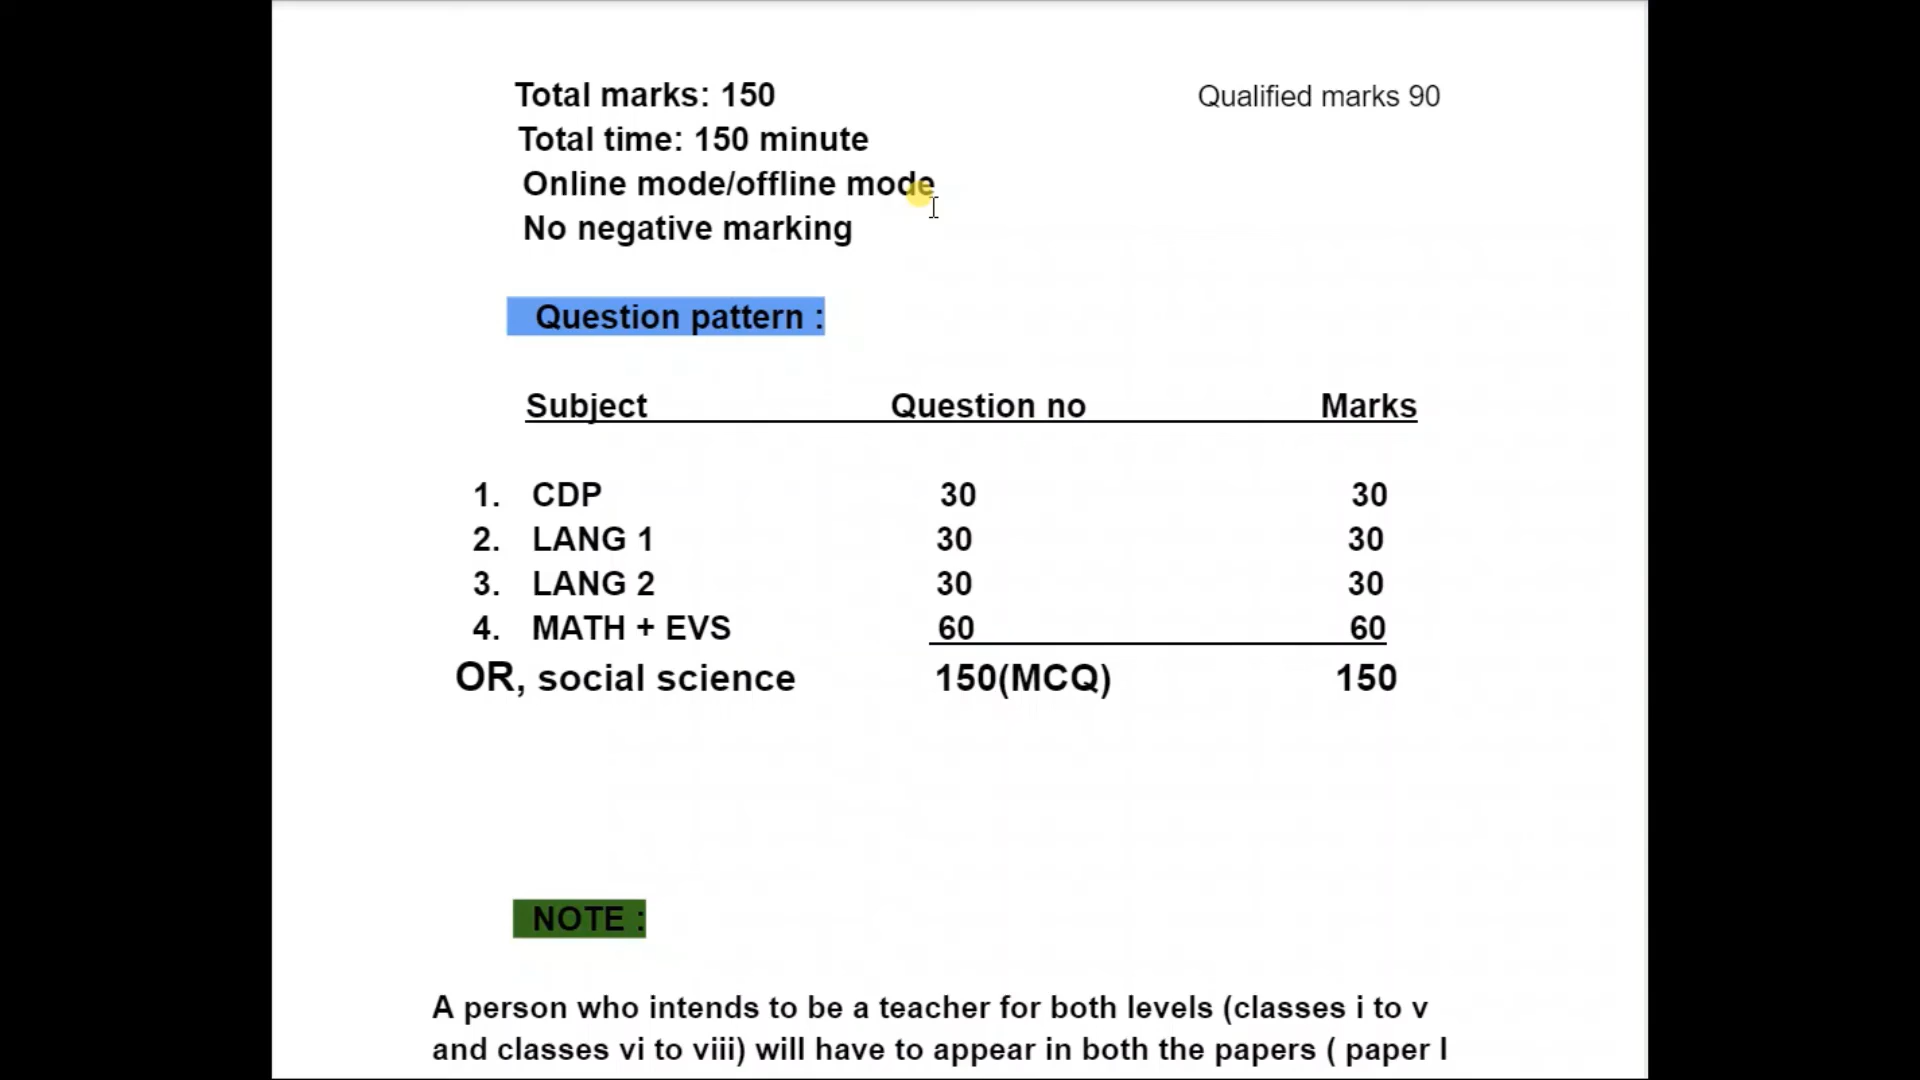 Total marks: 150 Qualified marks 90
Total time: 150 minute
Online mode/offline mode
No negative marking
Question pattern :
Subject Question no Marks
1. CDP 30 30
2. LANG 1 30 30
3. LANG 2 30 30
4. MATH + EVS 60 60
OR, social science 150(MCQ) 150
NOTE :
A person who intends to be a teacher for both levels (classes i to v
and classes vi to viii) will have to appear in both the papers ( paper I